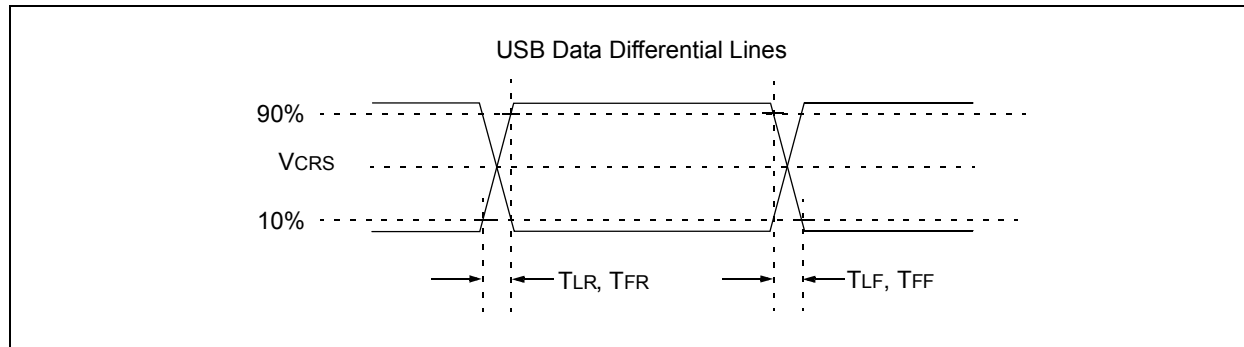 USB Data Differential Lines
90%
VCRS
10%
TLR, TFR
TLF, TFF